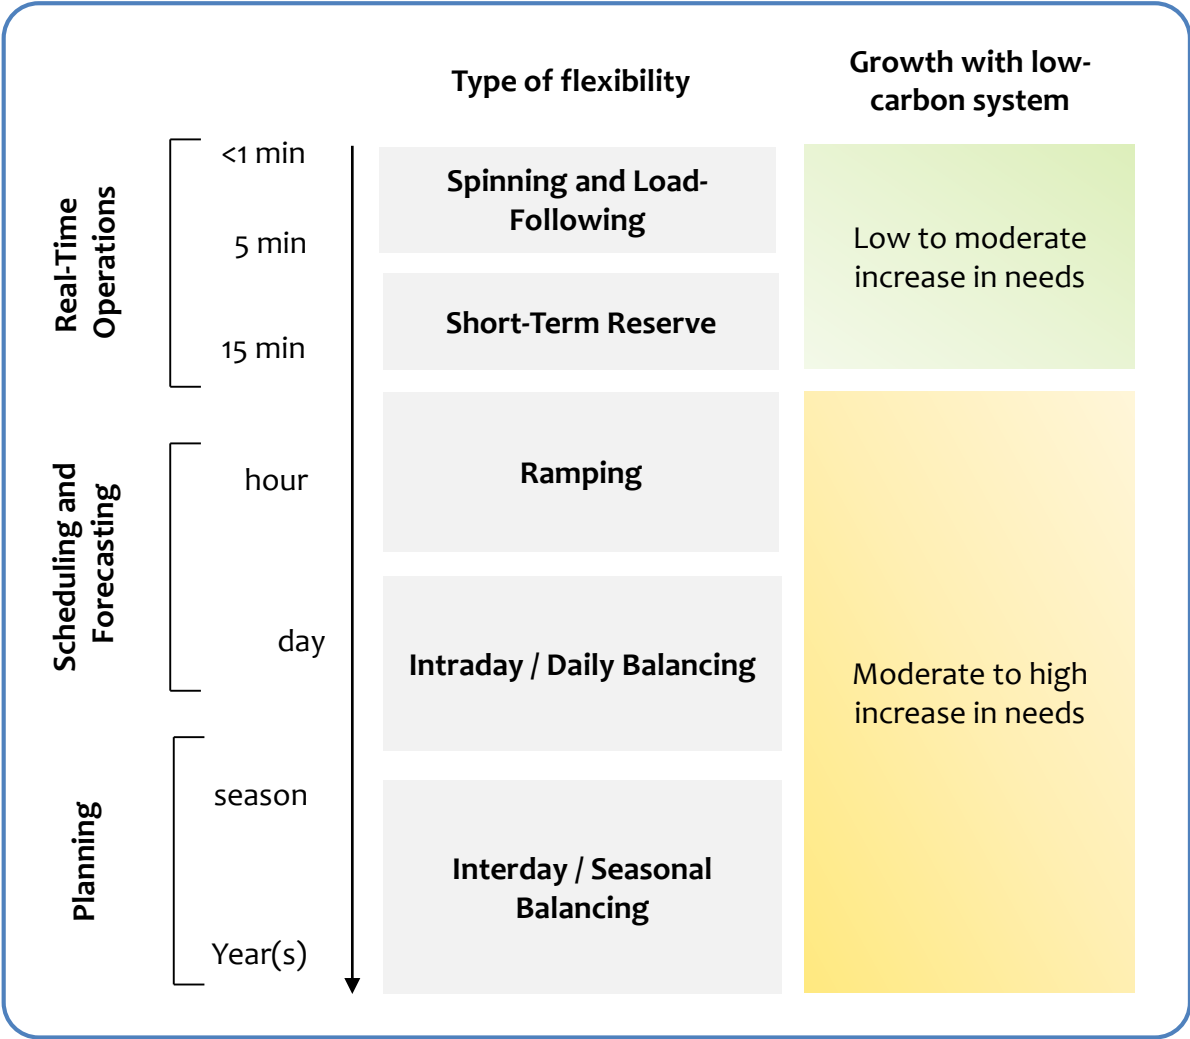 Type of flexibility
Growth with low-
carbon system
Real-Time
Operations
<1 min
5 min
15 min
Spinning and Load-
Following
Short-Term Reserve
Low to moderate
increase in needs
Scheduling and
Forecasting
hour
day
Ramping
Intraday / Daily Balancing
Moderate to high
increase in needs
Planning
season
Year(s)
Interday / Seasonal
Balancing